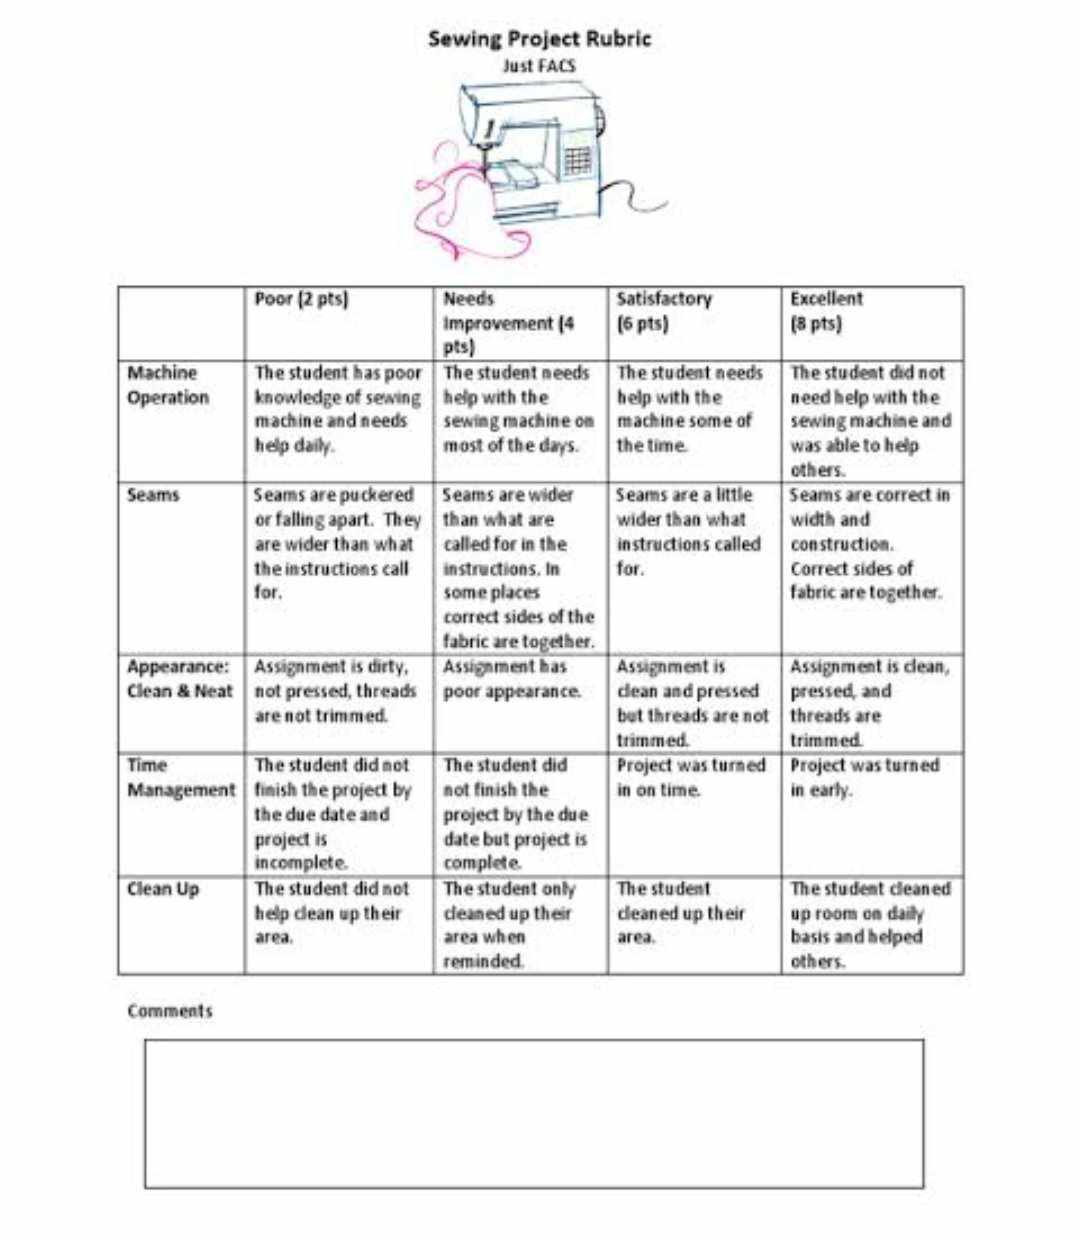 Sewing Project Rubric
Just FACS
Poor (2 pts)
Needs
Improvement (4
pts)
Satisfactory
(6 pts)
Excellent
(8 pts)
Machine
Operation
The student has poor
knowledge of sewing
machine and needs
help daily.
The student needs
help with the
sewing machine on
most of the days.
The student needs
help with the
machine some of
the time.
The student did not
need help with the
sewing machine and
was able to help
others.
Seams
Seams are puckered
or falling apart. They
are wider than what
the instructions call
for.
Seams are wider
than what are
called for in the
instructions. In
some places
correct sides of the
fabric are together.
Seams are a little
wider than what
instructions called
for.
Seams are correct in
width and
construction.
Correct sides of
fabric are together.
Appearance:
Clean & Neat
Assignment is dirty,
not pressed, threads
are not trimmed.
Assignment has
poor appearance.
Assignment is
clean and pressed
but threads are not
trimmed.
Assignment is clean,
pressed, and
threads are
trimmed.
Time
Management
The student did not
finish the project by
the due date and
project is
incomplete.
The student did
not finish the
project by the due
date but project is
complete.
Project was turned
in on time.
Project was turned
in early.
Clean Up
The student did not
help clean up their
area.
The student only
cleaned up their
area when
reminded.
The student
cleaned up their
area.
The student cleaned
up room on daily
basis and helped
others.
Comments